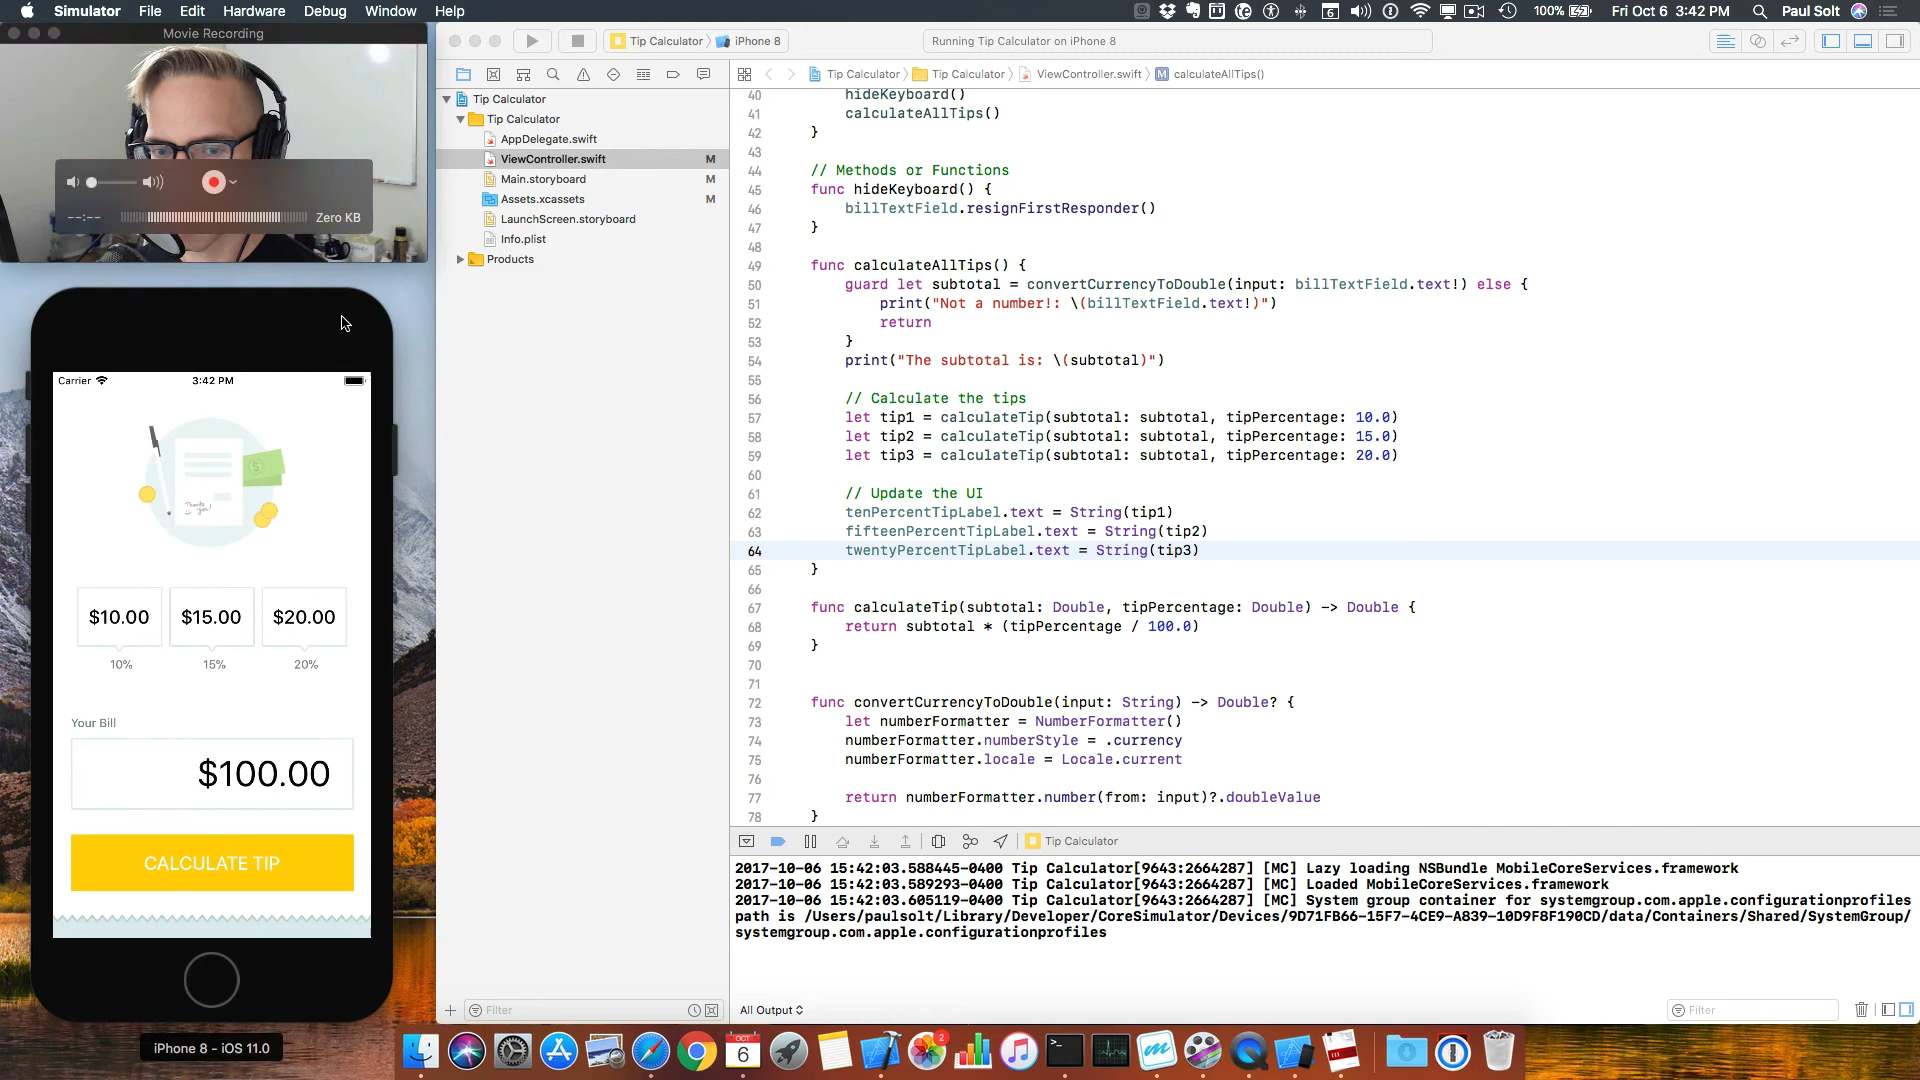 Simulator File Edit Hardware Debug Window Help
6 100% Fri Oct 6 3:42 PM Paul Solt
Movie Recording
--:-- Zero KB
Tip Calculator iPhone 8
Running Tip Calculator on iPhone 8
Tip Calculator Tip Calculator ViewController.swift M calculateAllTips()
Tip Calculator
Tip Calculator
AppDelegate.swift
ViewController.swift M
Main.storyboard M
Assets.xcassets M
LaunchScreen.storyboard
Info.plist
Products
Filter
40 hideKeyboard()
41 calculateAllTips()
42 }
43
44 // Methods or Functions
45 func hideKeyboard() {
46 billTextField.resignFirstResponder()
47 }
48
49 func calculateAllTips() {
50 guard let subtotal = convertCurrencyToDouble(input: billTextField.text!) else {
51 print("Not a number!: \(billTextField.text!)")
52 return
53 }
54 print("The subtotal is: \(subtotal)")
55
56 // Calculate the tips
57 let tip1 = calculateTip(subtotal: subtotal, tipPercentage: 10.0)
58 let tip2 = calculateTip(subtotal: subtotal, tipPercentage: 15.0)
59 let tip3 = calculateTip(subtotal: subtotal, tipPercentage: 20.0)
60
61 // Update the UI
62 tenPercentTipLabel.text = String(tip1)
63 fifteenPercentTipLabel.text = String(tip2)
64 twentyPercentTipLabel.text = String(tip3)
65 }
66
67 func calculateTip(subtotal: Double, tipPercentage: Double) -> Double {
68 return subtotal * (tipPercentage / 100.0)
69 }
70
71
72 func convertCurrencyToDouble(input: String) -> Double? {
73 let numberFormatter = NumberFormatter()
74 numberFormatter.numberStyle = .currency
75 numberFormatter.locale = Locale.current
76
77 return numberFormatter.number(from: input)?.doubleValue
78 }
Tip Calculator
2017-10-06 15:42:03.588445-0400 Tip Calculator[9643:2664287] [MC] Lazy loading NSBundle MobileCoreServices.framework
2017-10-06 15:42:03.589293-0400 Tip Calculator[9643:2664287] [MC] Loaded MobileCoreServices.framework
2017-10-06 15:42:03.605119-0400 Tip Calculator[9643:2664287] [MC] System group container for systemgroup.com.apple.configurationprofiles
path is /Users/paulsolt/Library/Developer/CoreSimulator/Devices/9D71FB66-15F7-4CE9-A839-10D9F8F190CD/data/Containers/Shared/SystemGroup/
systemgroup.com.apple.configurationprofiles
All Output
Filter
Carrier 3:42 PM
Thanks you!
$10.00 $15.00 $20.00
10% 15% 20%
Your Bill
$100.00
CALCULATE TIP
iPhone 8 - iOS 11.0
OCT
6
2